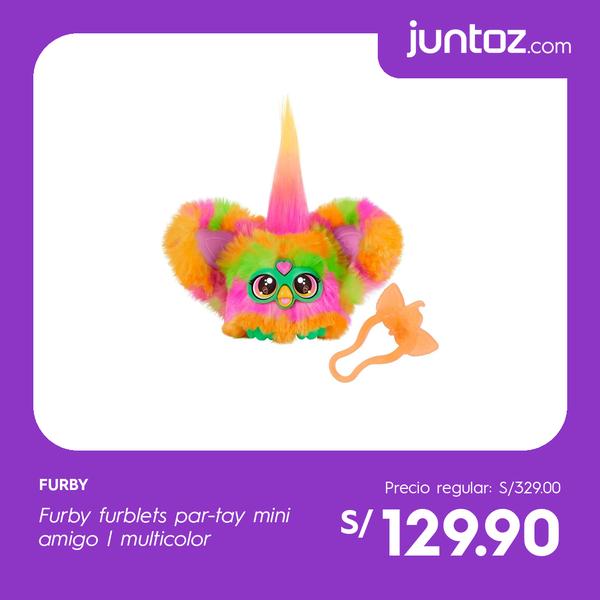 juntoz.com
FURBY
Furby furblets par-tay mini
amigo | multicolor
Precio regular: S/329.00
S/129.90